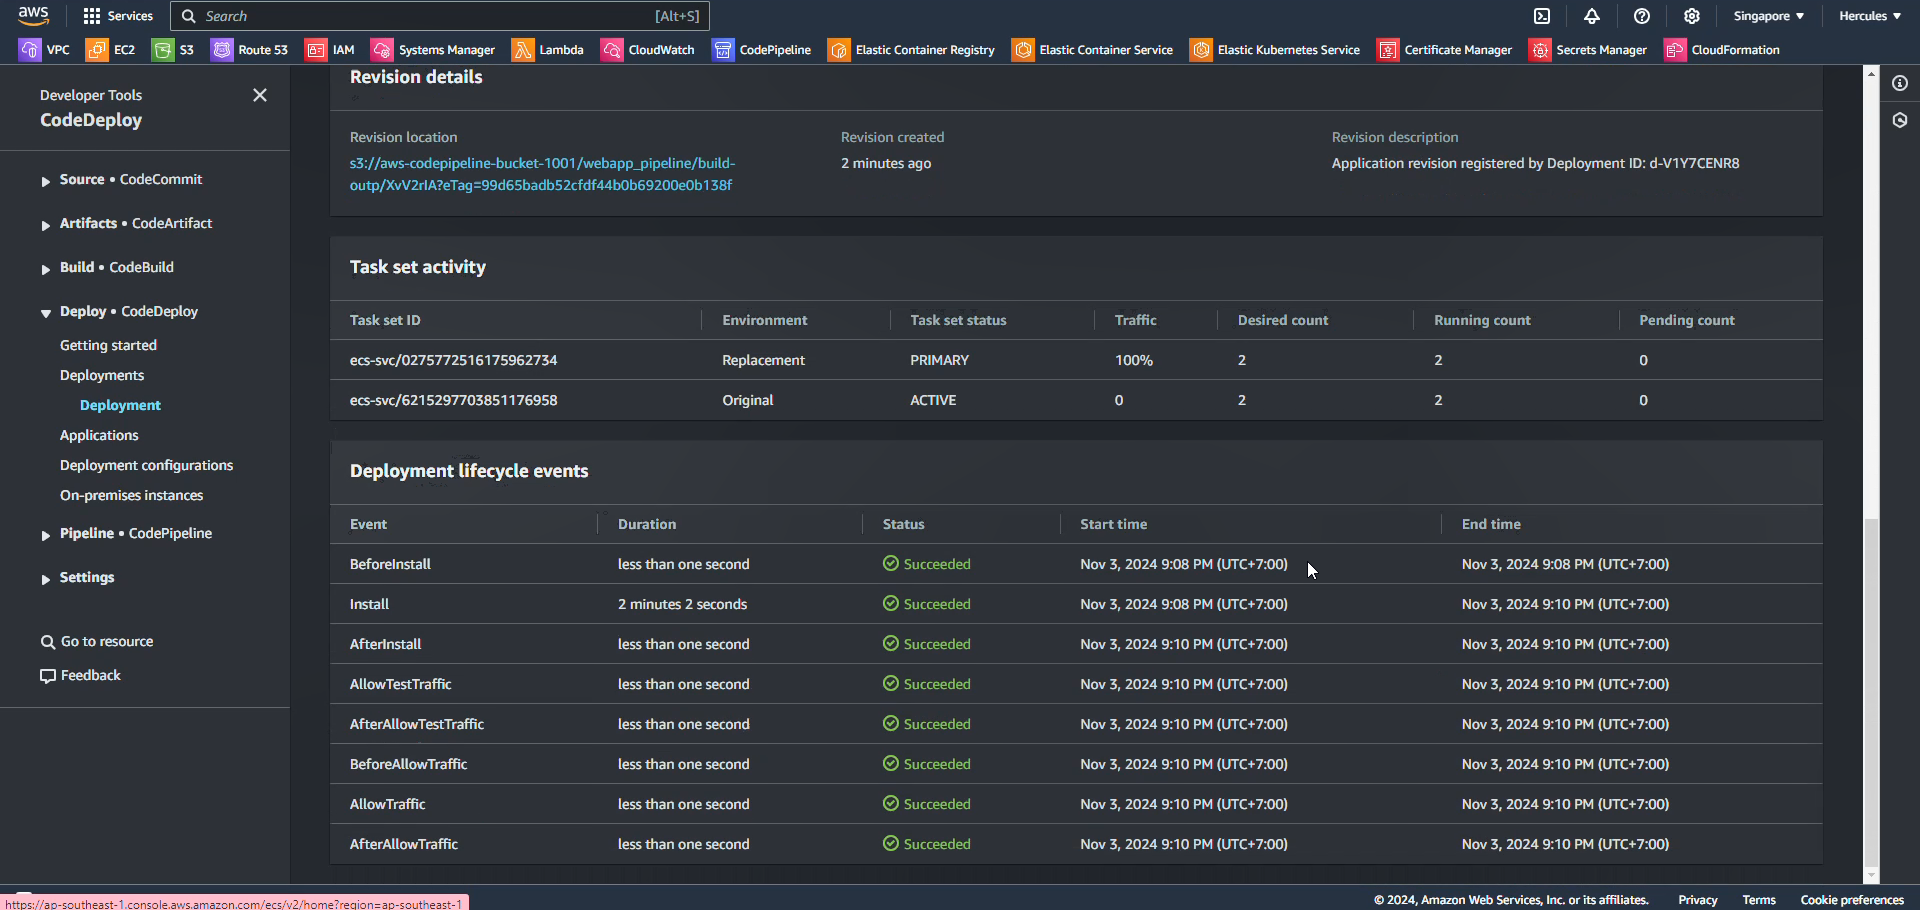 aws Services Search [Alt+S] Singapore Hercules
VPC EC2 S3 Route 53 IAM Systems Manager Lambda CloudWatch CodePipeline Elastic Container Registry Elastic Container Service Elastic Kubernetes Service Certificate Manager Secrets Manager CloudFormation
Developer Tools
CodeDeploy
Source • CodeCommit
Artifacts • CodeArtifact
Build • CodeBuild
Deploy • CodeDeploy
Getting started
Deployments
Deployment
Applications
Deployment configurations
On-premises instances
Pipeline • CodePipeline
Settings
Go to resource
Feedback
Revision details
Revision location Revision created Revision description
s3://aws-codepipeline-bucket-1001/webapp_pipeline/build- 2 minutes ago Application revision registered by Deployment ID: d-V1Y7CENR8
outp/XvV2rIA?eTag=99d65badb52cfdf44b0b69200e0b138f
Task set activity
Task set ID Environment Task set status Traffic Desired count Running count Pending count
ecs-svc/0275772516175962734 Replacement PRIMARY 100% 2 2 0
ecs-svc/6215297703851176958 Original ACTIVE 0 2 2 0
Deployment lifecycle events
Event Duration Status Start time End time
BeforeInstall less than one second Succeeded Nov 3, 2024 9:08 PM (UTC+7:00) Nov 3, 2024 9:08 PM (UTC+7:00)
Install 2 minutes 2 seconds Succeeded Nov 3, 2024 9:08 PM (UTC+7:00) Nov 3, 2024 9:10 PM (UTC+7:00)
AfterInstall less than one second Succeeded Nov 3, 2024 9:10 PM (UTC+7:00) Nov 3, 2024 9:10 PM (UTC+7:00)
AllowTestTraffic less than one second Succeeded Nov 3, 2024 9:10 PM (UTC+7:00) Nov 3, 2024 9:10 PM (UTC+7:00)
AfterAllowTestTraffic less than one second Succeeded Nov 3, 2024 9:10 PM (UTC+7:00) Nov 3, 2024 9:10 PM (UTC+7:00)
BeforeAllowTraffic less than one second Succeeded Nov 3, 2024 9:10 PM (UTC+7:00) Nov 3, 2024 9:10 PM (UTC+7:00)
AllowTraffic less than one second Succeeded Nov 3, 2024 9:10 PM (UTC+7:00) Nov 3, 2024 9:10 PM (UTC+7:00)
AfterAllowTraffic less than one second Succeeded Nov 3, 2024 9:10 PM (UTC+7:00) Nov 3, 2024 9:10 PM (UTC+7:00)
https://ap-southeast-1.console.aws.amazon.com/ecs/v2/home?region=ap-southeast-1
© 2024, Amazon Web Services, Inc. or its affiliates. Privacy Terms Cookie preferences